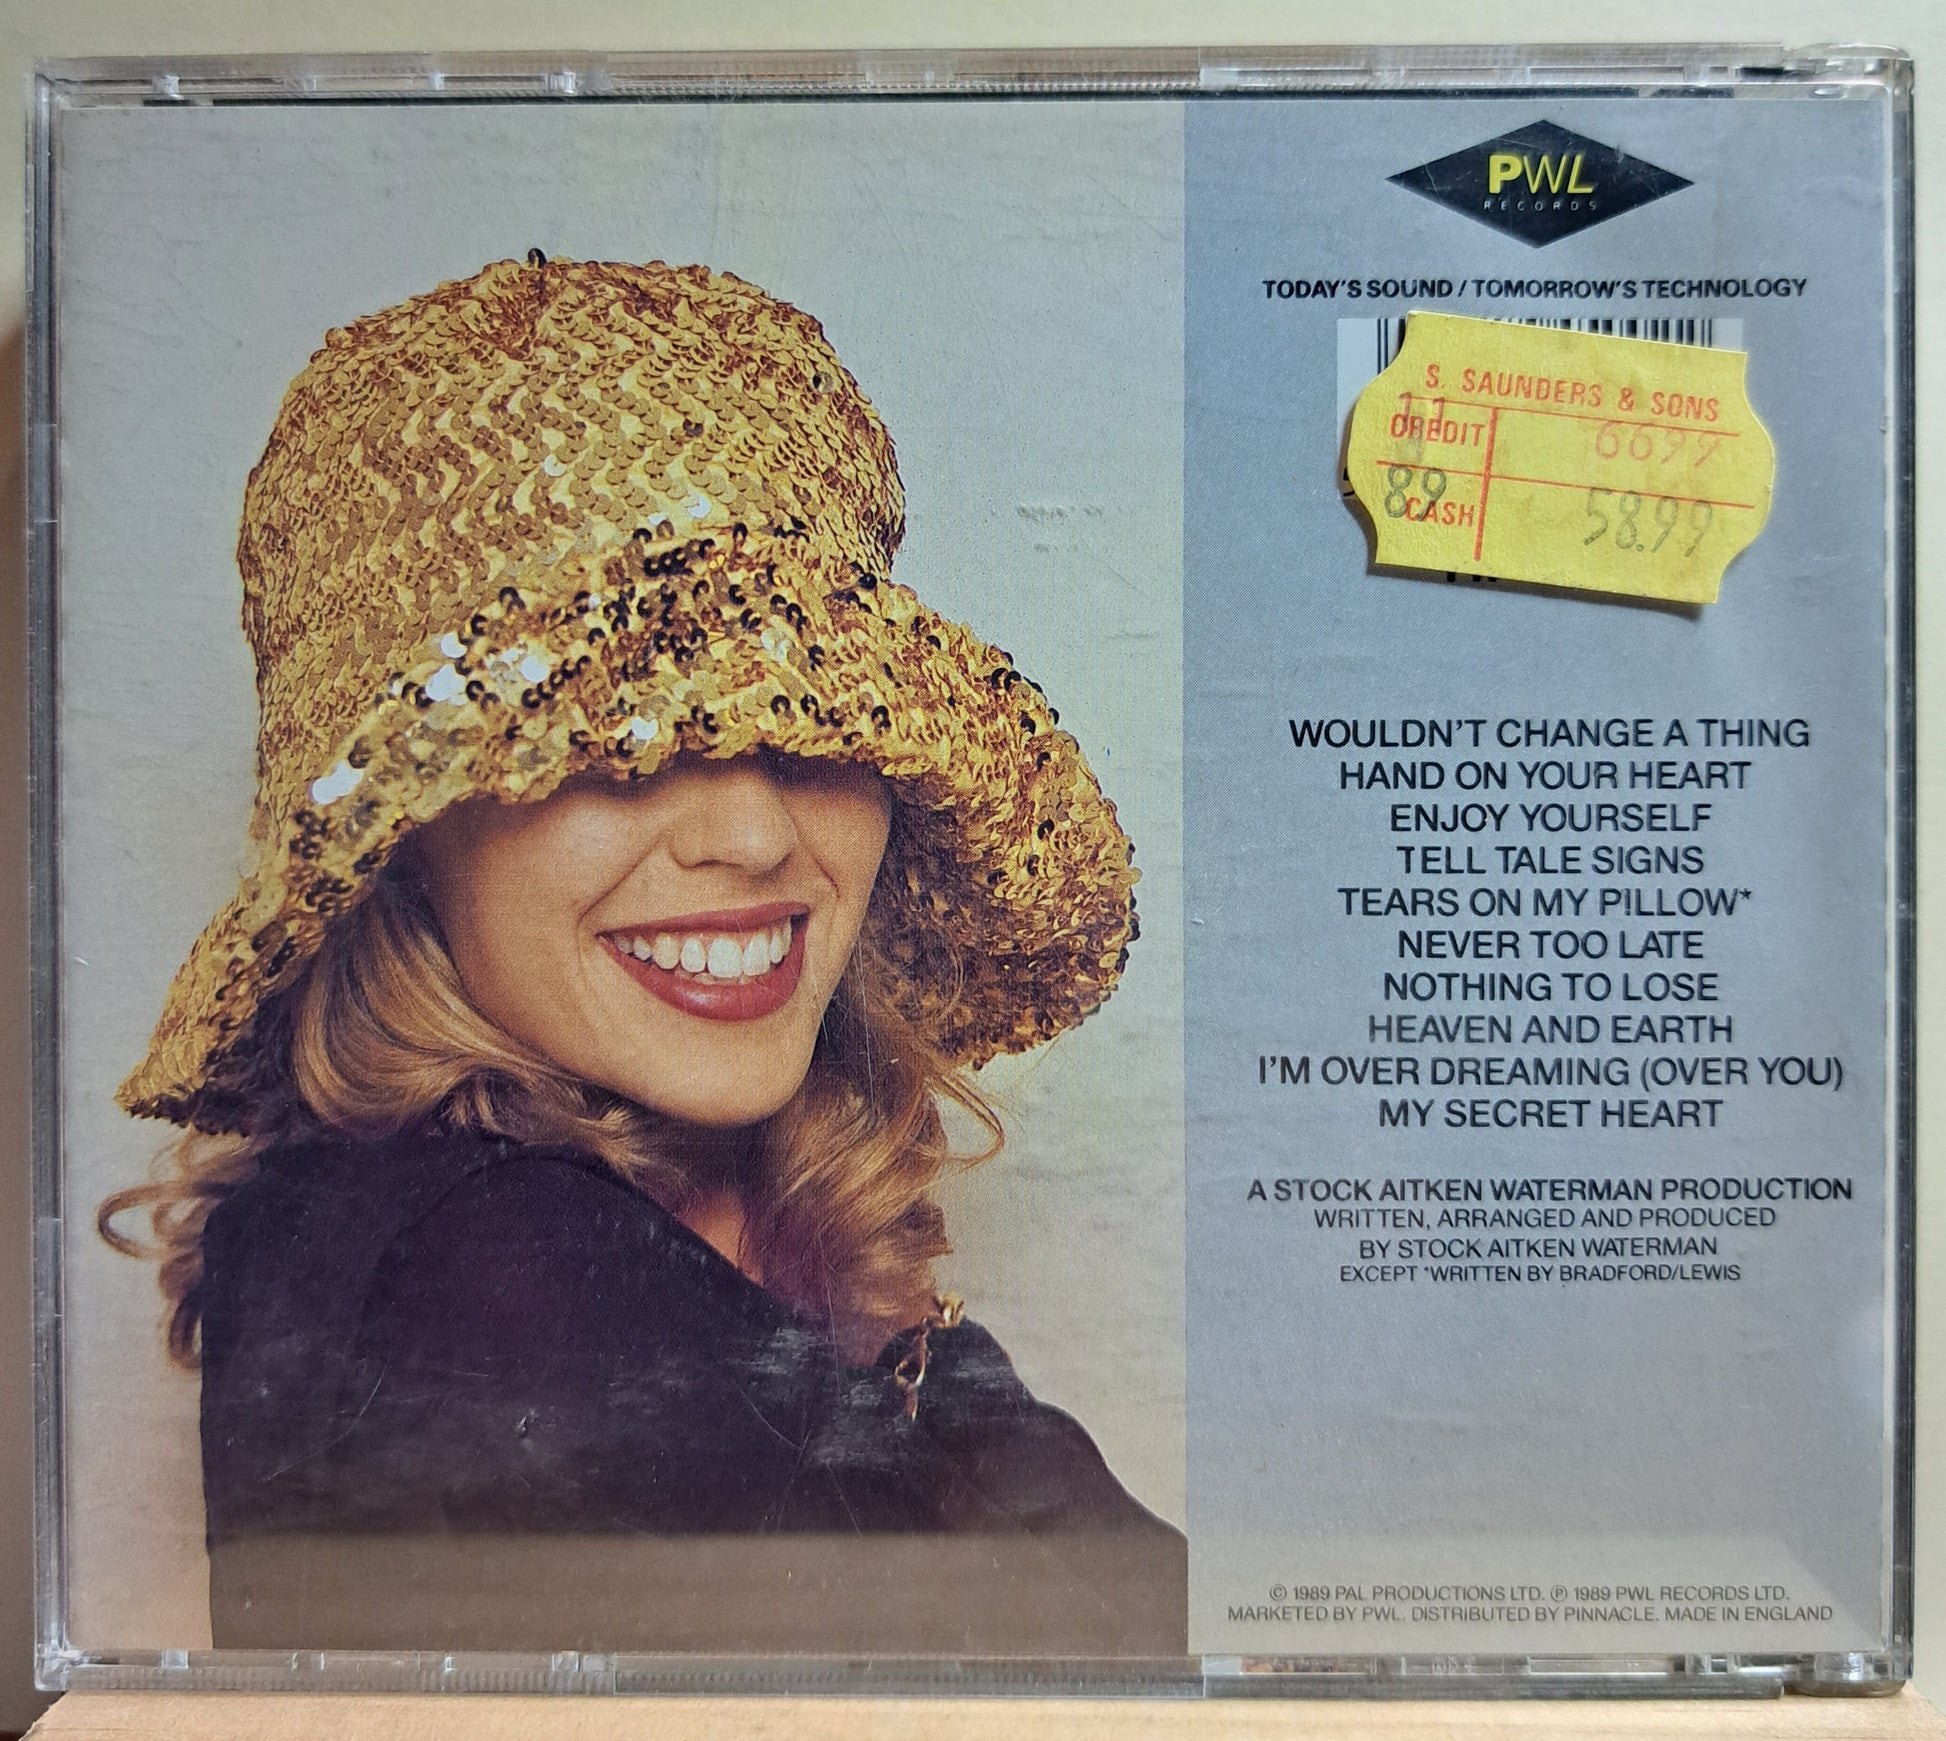 PWL
RECORDS
TODAY'S SOUND / TOMORROW'S TECHNOLOGY
S. SAUNDERS & SONS
11
CREDIT 6699
89
CASH 58.99
WOULDN'T CHANGE A THING
HAND ON YOUR HEART
ENJOY YOURSELF
TELL TALE SIGNS
TEARS ON MY PILLOW*
NEVER TOO LATE
NOTHING TO LOSE
HEAVEN AND EARTH
I'M OVER DREAMING (OVER YOU)
MY SECRET HEART
A STOCK AITKEN WATERMAN PRODUCTION
WRITTEN, ARRANGED AND PRODUCED
BY STOCK AITKEN WATERMAN
EXCEPT *WRITTEN BY BRADFORD/LEWIS
© 1989 PAL PRODUCTIONS LTD. ℗ 1989 PWL RECORDS LTD.
MARKETED BY PWL. DISTRIBUTED BY PINNACLE. MADE IN ENGLAND